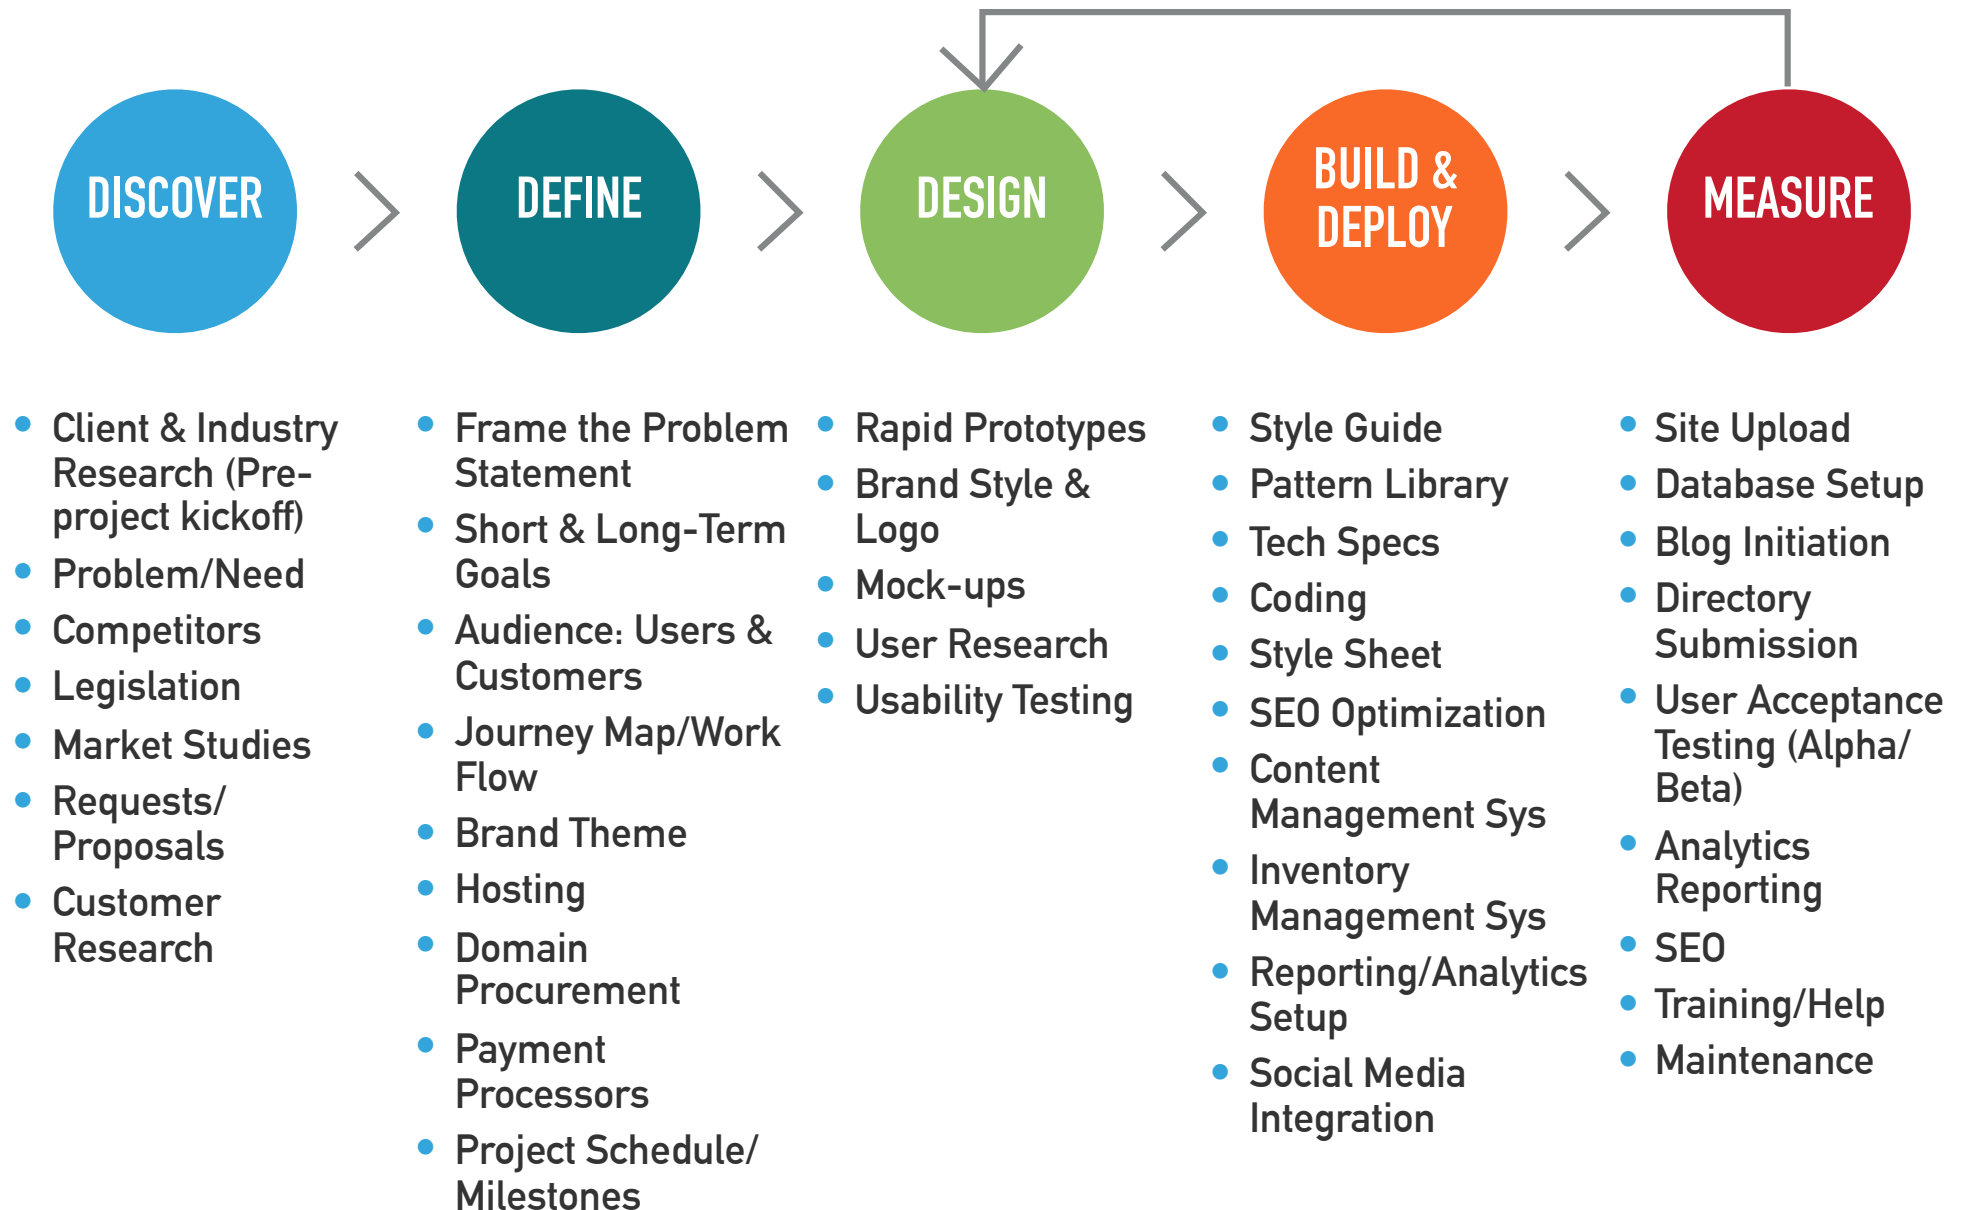 DISCOVER
DEFINE
DESIGN
BUILD &
DEPLOY
MEASURE
• Client & Industry
Research (Pre-
project kickoff)
• Problem/Need
• Competitors
• Legislation
• Market Studies
• Requests/
Proposals
• Customer
Research
• Frame the Problem
Statement
• Short & Long-Term
Goals
• Audience: Users &
Customers
• Journey Map/Work
Flow
• Brand Theme
• Hosting
• Domain
Procurement
• Payment
Processors
• Project Schedule/
Milestones
• Rapid Prototypes
• Brand Style &
Logo
• Mock-ups
• User Research
• Usability Testing
• Style Guide
• Pattern Library
• Tech Specs
• Coding
• Style Sheet
• SEO Optimization
• Content
Management Sys
• Inventory
Management Sys
• Reporting/Analytics
Setup
• Social Media
Integration
• Site Upload
• Database Setup
• Blog Initiation
• Directory
Submission
• User Acceptance
Testing (Alpha/
Beta)
• Analytics
Reporting
• SEO
• Training/Help
• Maintenance